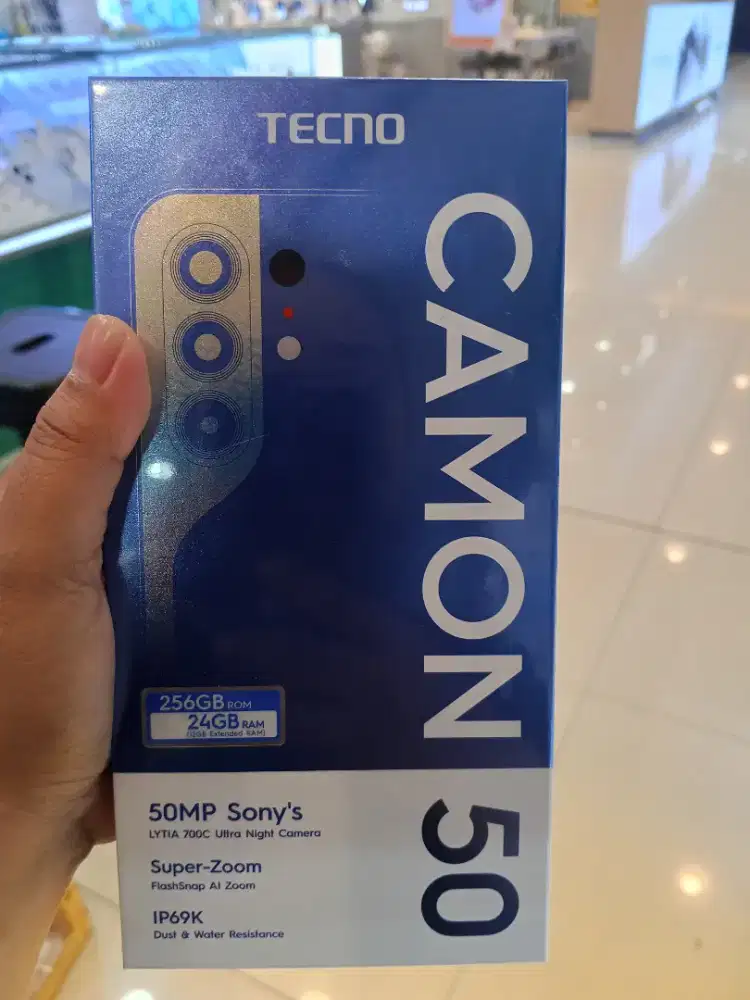 TECNO
CAMON 50
256GB ROM
24GB RAM
(12GB Extended RAM)
50MP Sony's
LYTIA 700C Ultra Night Camera
Super-Zoom
FlashSnap AI Zoom
IP69K
Dust & Water Resistance